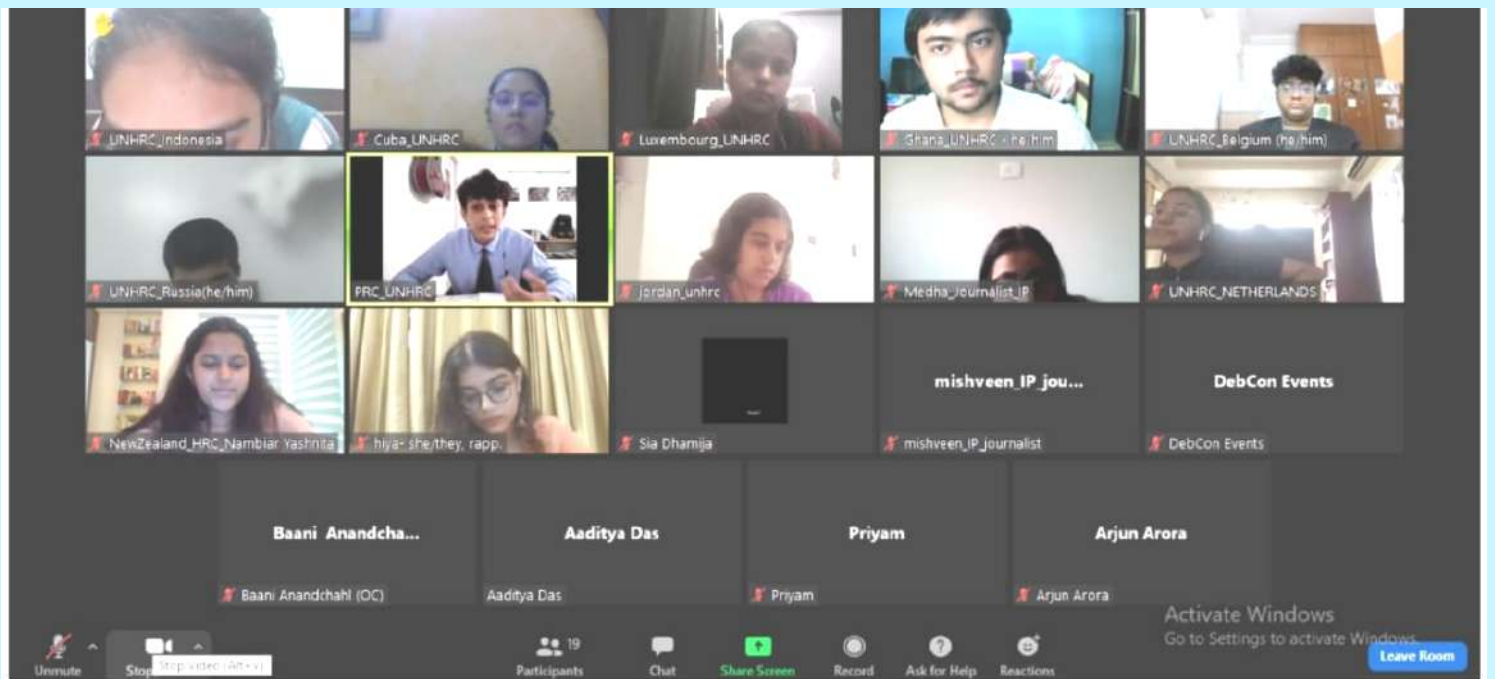 UNHRC_Indonesia
Cuba_UNHRC
Luxembourg_UNHRC
Ghana_UNHRC - he/him
UNHRC_Belgium (he/him)
UNHRC_Russia(he/him)
PRC_UNHRC
jordan_unhrc
Medha_Journalist_IP
UNHRC_NETHERLANDS
NewZealand_HRC_Nambiar Yashnita
hiya- she/they, rapp.
Sia Dhamija
mishveen_IP_jou...
mishveen_IP_journalist
DebCon Events
DebCon Events
Baani Anandcha...
Baani Anandchahl (OC)
Aaditya Das
Aaditya Das
Priyam
Priyam
Arjun Arora
Arjun Arora
Activate Windows
Go to Settings to activate Windows.
Unmute
Stop
Stop Video (Alt+V)
19
Participants
Chat
Share Screen
Record
Ask for Help
Reactions
Leave Room